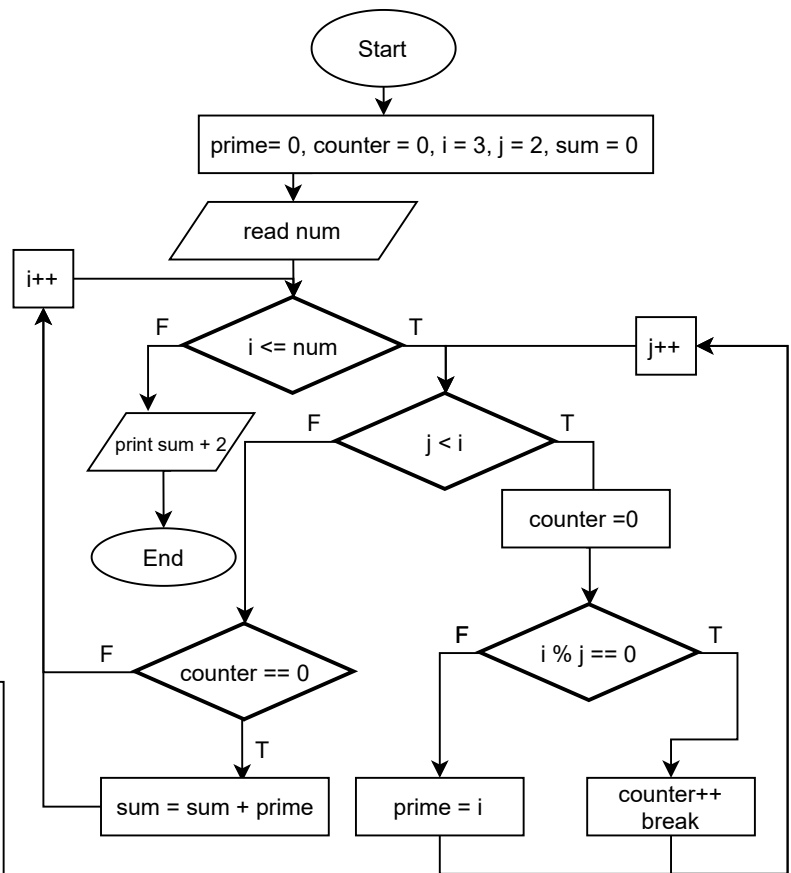 Start
prime= 0, counter = 0, i = 3, j = 2, sum = 0
read num
i++
F
i <= num
T
j++
print sum + 2
F
j < i
T
counter =0
End
F
counter == 0
F
i % j == 0
T
T
sum = sum + prime
prime = i
counter++
break